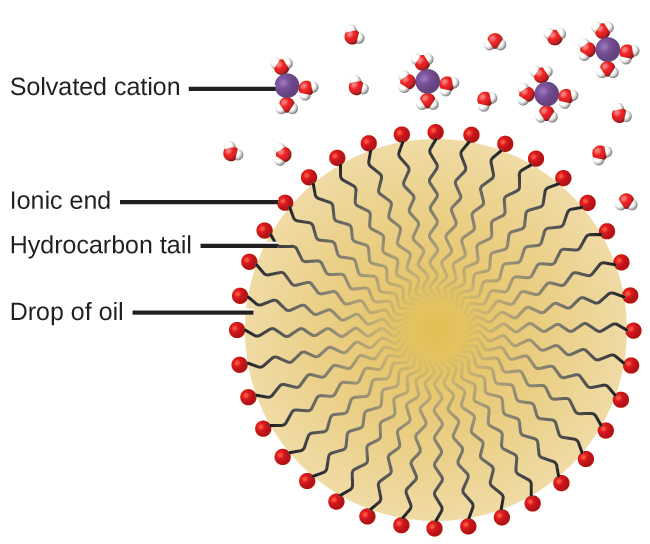 Solvated cation
Ionic end
Hydrocarbon tail
Drop of oil